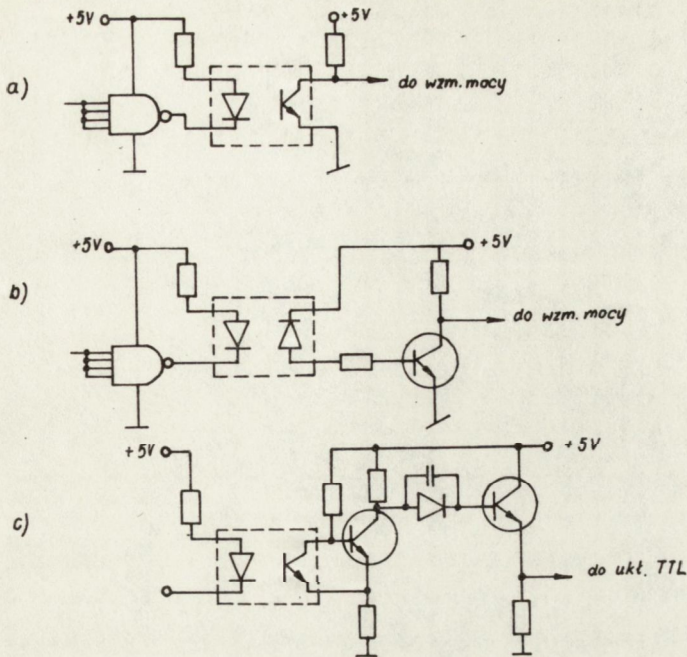 +5V
+5V
a)
do wzm. mocy
+5V
+5V
b)
do wzm. mocy
+5V
+5V
c)
do ukł. TTL